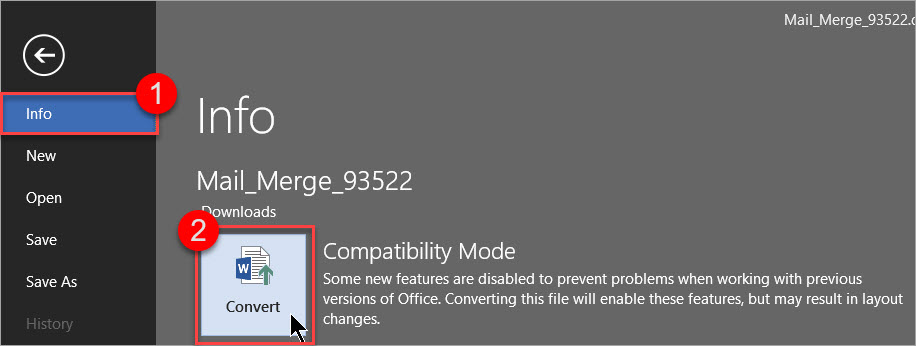 Mail_Merge_93522.d
1
Info
Info
New
Mail_Merge_93522
Open
Downloads
2
Save
Compatibility Mode
Some new features are disabled to prevent problems when working with previous
versions of Office. Converting this file will enable these features, but may result in layout
changes.
W
Convert
Save As
History